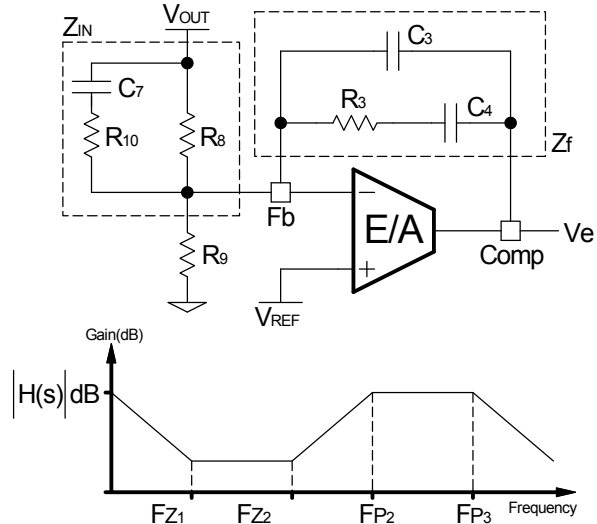 VOUT
ZIN
C7
R10
R8
R9
C3
R3
C4
Zf
Fb
E/A
−
+
VREF
Comp
Ve
Gain(dB)
|H(s)|dB
FZ1
FZ2
FP2
FP3
Frequency